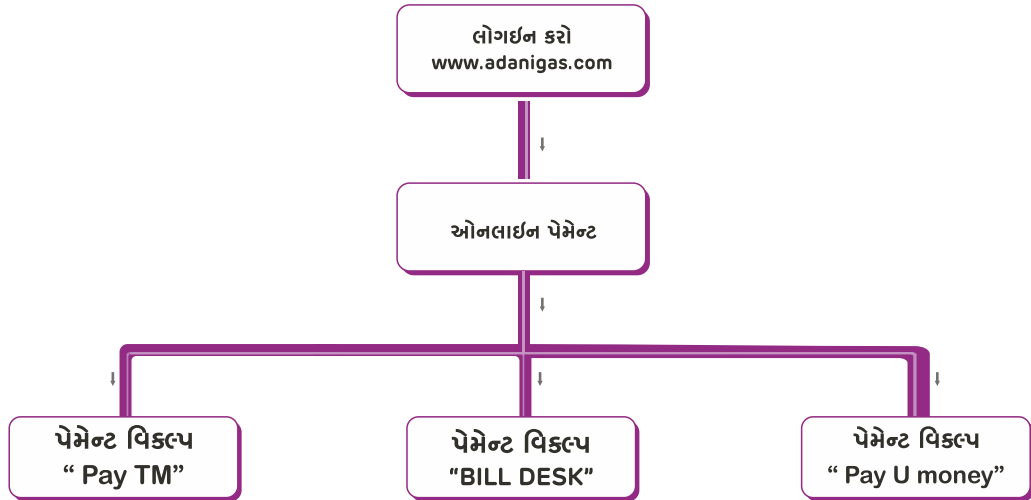 લોગઈન કરો
www.adanigas.com
ઓનલાઈન પેમેન્ટ
પેમેન્ટ વિકલ્પ
“ Pay TM”
પેમેન્ટ વિકલ્પ
"BILL DESK"
પેમેન્ટ વિકલ્પ
“ Pay U money”